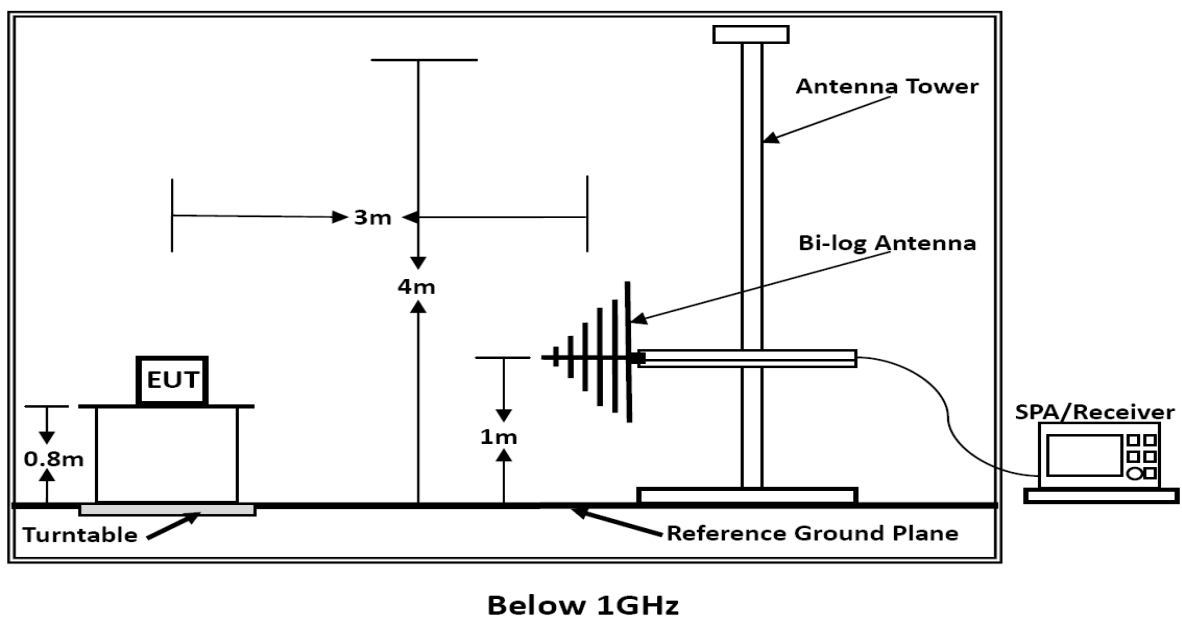 Antenna Tower
3m
Bi-log Antenna
4m
EUT
SPA/Receiver
1m
0.8m
Turntable
Reference Ground Plane
Below 1GHz